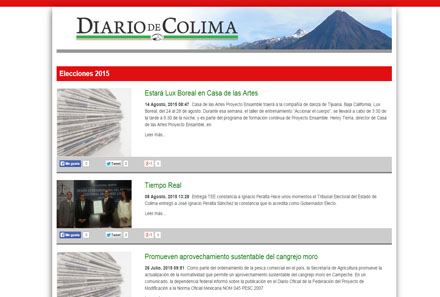 DIARIO DE COLIMA
Elecciones 2015
Estará Lux Boreal en Casa de las Artes
14 Agosto, 2015 08:47 Casa de las Artes Proyecto Ensamble traerá a la compañía de danza de Tijuana, Baja California, Lux
Boreal, del 24 al 28 de agosto. Durante esa semana, el taller de entrenamiento "Accionar el cuerpo", se llevará a cabo de 3:30 de
la tarde a 9:30 de la noche, y es parte del programa de formación continua de Proyecto Ensamble. Henry Torres, director de Casa
de las Artes Proyecto Ensamble, en
Leer mas...
Me gusta 0 Tweet 0 g+1 0
Tiempo Real
08 Agosto, 2015 12:28 Entrega TEE constancia a Ignacio Peralta Hace unos momentos el Tribunal Electoral del Estado de
Colima entregó a José Ignacio Peralta Sánchez la constancia que lo acredita como Gobernador Electo.
Leer mas...
Me gusta 0 Tweet 0 g+1 0
Promueven aprovechamiento sustentable del cangrejo moro
26 Julio, 2015 09:01 Como parte del ordenamiento de la pesca comercial en el país, la Secretaría de Agricultura promueve la
actualización de la normatividad que permite un aprovechamiento sustentable del cangrejo moro en Campeche. En un
comunicado, la dependencia federal informó sobre la publicación en el Diario Oficial de la Federación del Proyecto de
Modificación a la Norma Oficial Mexicana NOM 045 PESC 2007